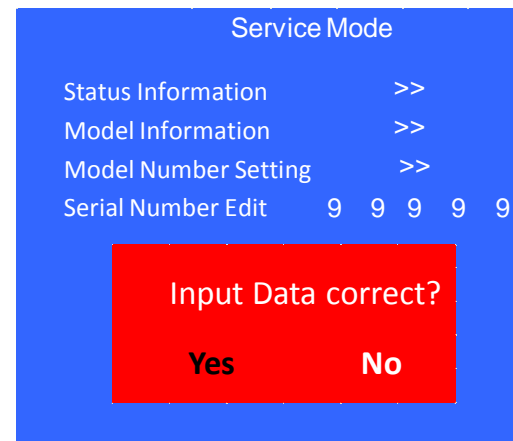 Service Mode
Status Information >>
Model Information >>
Model Number Setting >>
Serial Number Edit 9 9 9 9 9
Input Data correct?
Yes No